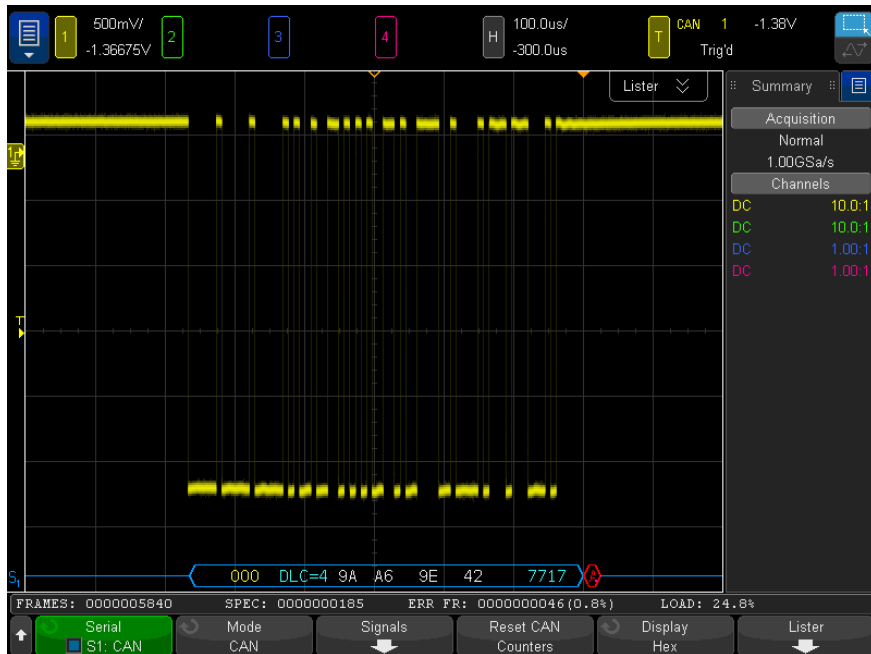 500mV/ 100.0us/ CAN 1 -1.38V
1 -1.36675V 2 3 4 H -300.0us T Trig'd
Lister
Summary
Acquisition
Normal
1.00GSa/s
Channels
DC 10.0:1
DC 10.0:1
DC 1.00:1
DC 1.00:1
1
T
S1 000 DLC=4 9A A6 9E 42 7717 A
FRAMES: 0000005840 SPEC: 0000000185 ERR FR: 0000000046(0.8%) LOAD: 24.8%
Serial Mode Signals Reset CAN Display Lister
S1: CAN CAN Counters Hex